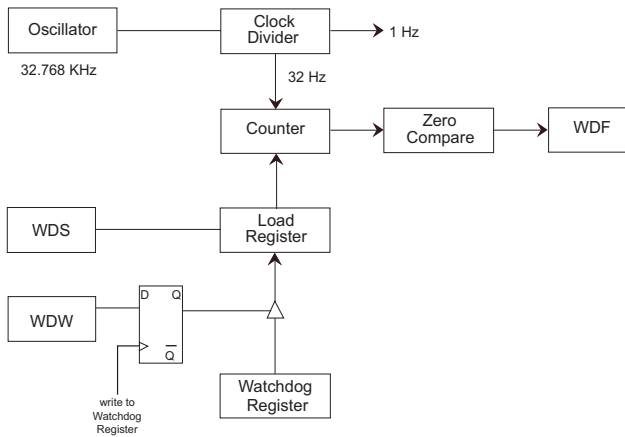 Oscillator
Clock
Divider
1 Hz
32.768 KHz
32 Hz
Counter
Zero
Compare
WDF
WDS
Load
Register
WDW
D Q
Q
Watchdog
Register
write to
Watchdog
Register